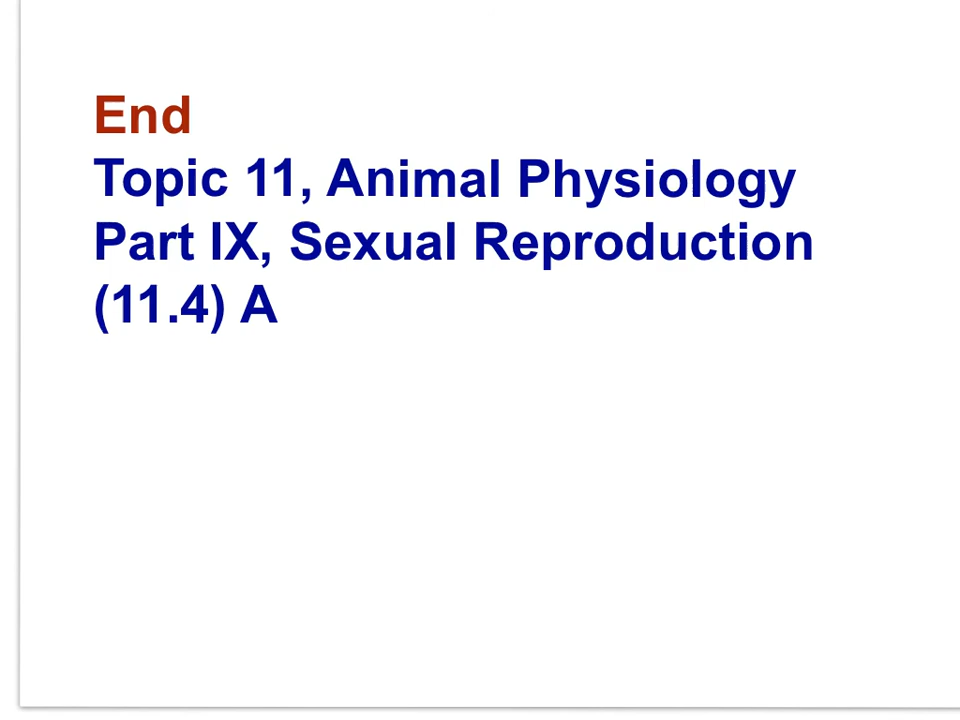 End
Topic 11, Animal Physiology
Part IX, Sexual Reproduction
(11.4) A